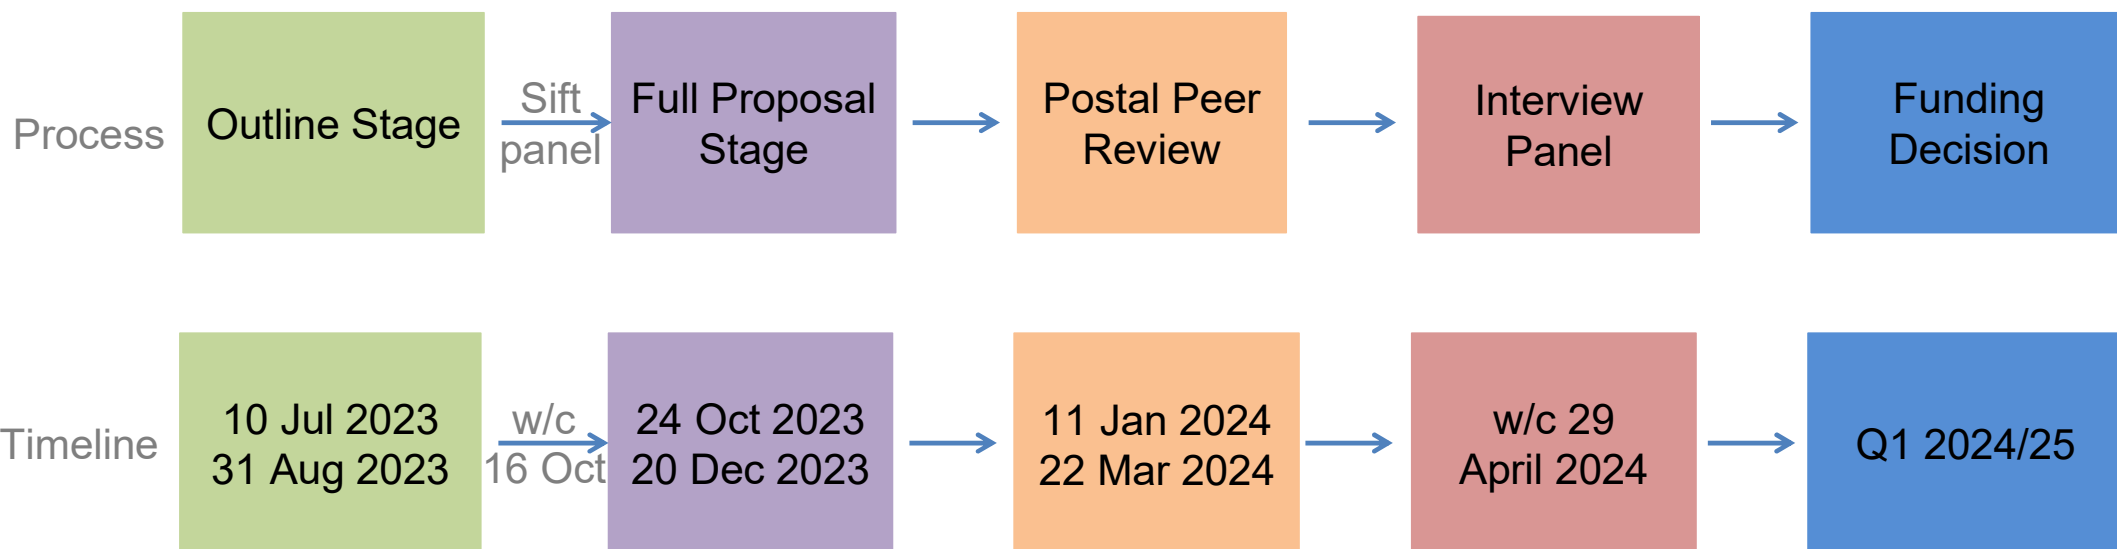 Process
Outline Stage
Sift
panel
Full Proposal
Stage
Postal Peer
Review
Interview
Panel
Funding
Decision
Timeline
10 Jul 2023
31 Aug 2023
w/c
16 Oct
24 Oct 2023
20 Dec 2023
11 Jan 2024
22 Mar 2024
w/c 29
April 2024
Q1 2024/25